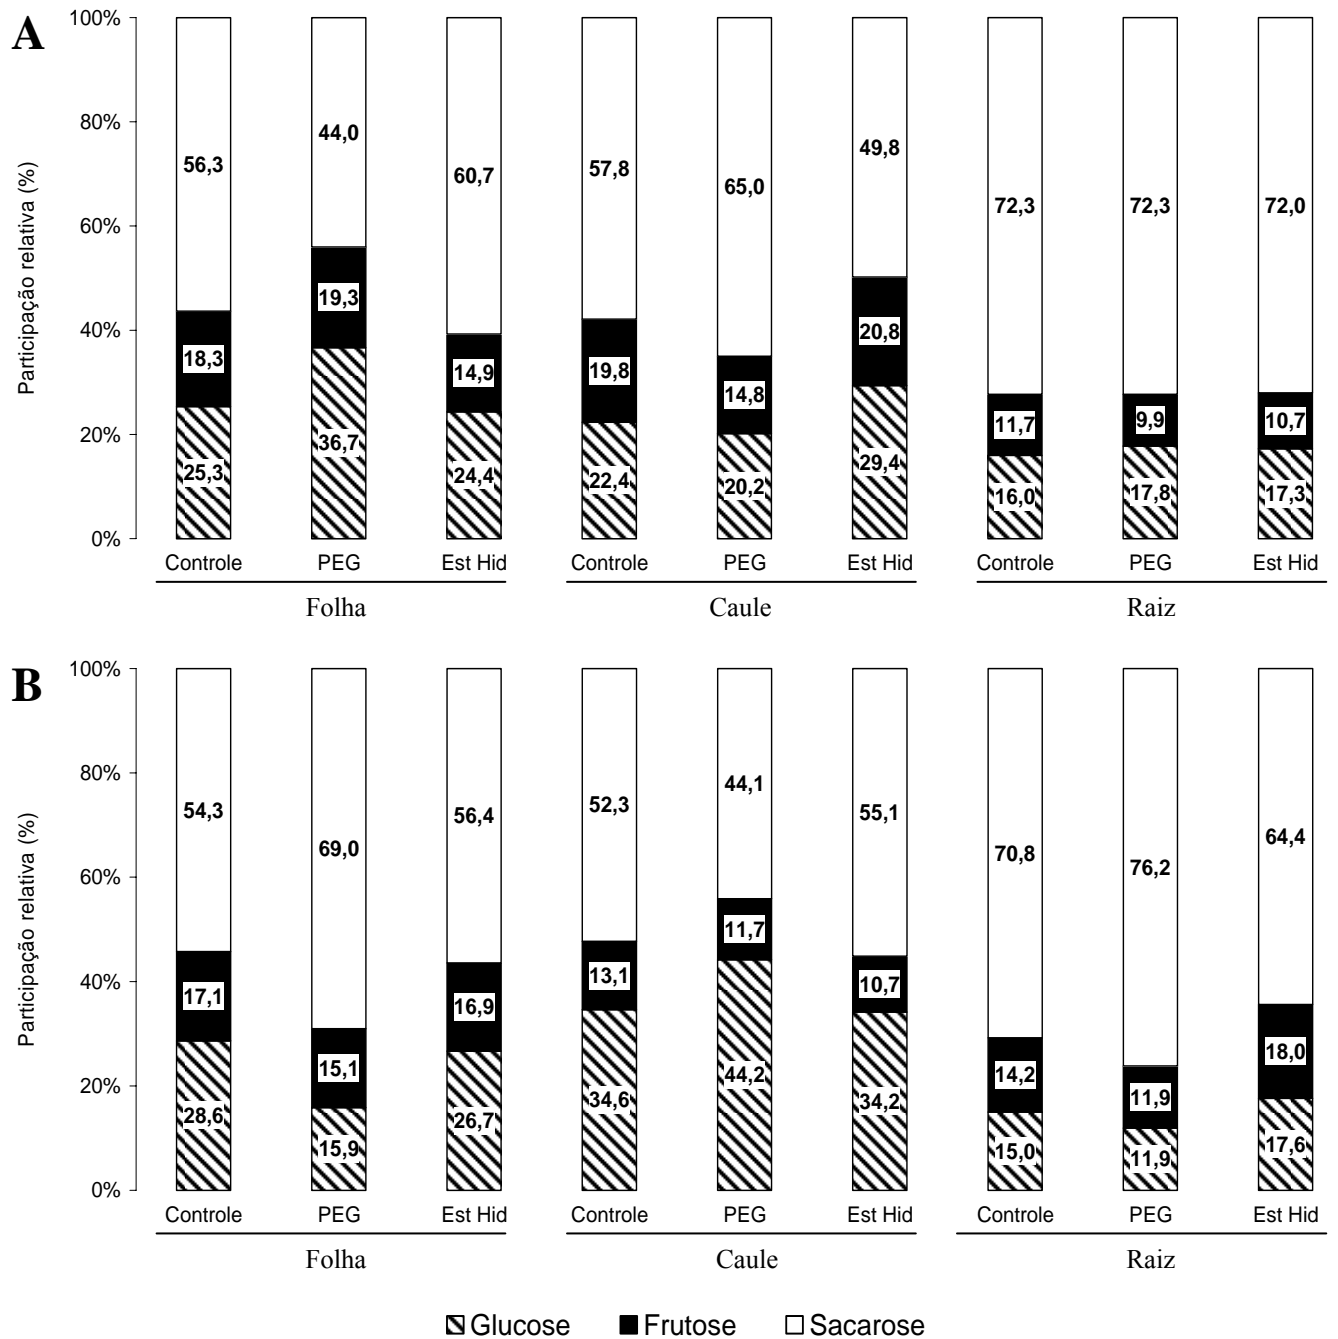 A
Participação relativa (%)
100%
80%
60%
40%
20%
0%
56,3 44,0 60,7 57,8 65,0 49,8 72,3 72,3 72,0
18,3 19,3 14,9 19,8 14,8 20,8 11,7 9,9 10,7
25,3 36,7 24,4 22,4 20,2 29,4 16,0 17,8 17,3
Controle PEG Est Hid Controle PEG Est Hid Controle PEG Est Hid
Folha Caule Raiz
B
Participação relativa (%)
100%
80%
60%
40%
20%
0%
54,3 69,0 56,4 52,3 44,1 55,1 70,8 76,2 64,4
17,1 15,1 16,9 13,1 11,7 10,7 14,2 11,9 18,0
28,6 15,9 26,7 34,6 44,2 34,2 15,0 11,9 17,6
Controle PEG Est Hid Controle PEG Est Hid Controle PEG Est Hid
Folha Caule Raiz
Glucose Frutose Sacarose